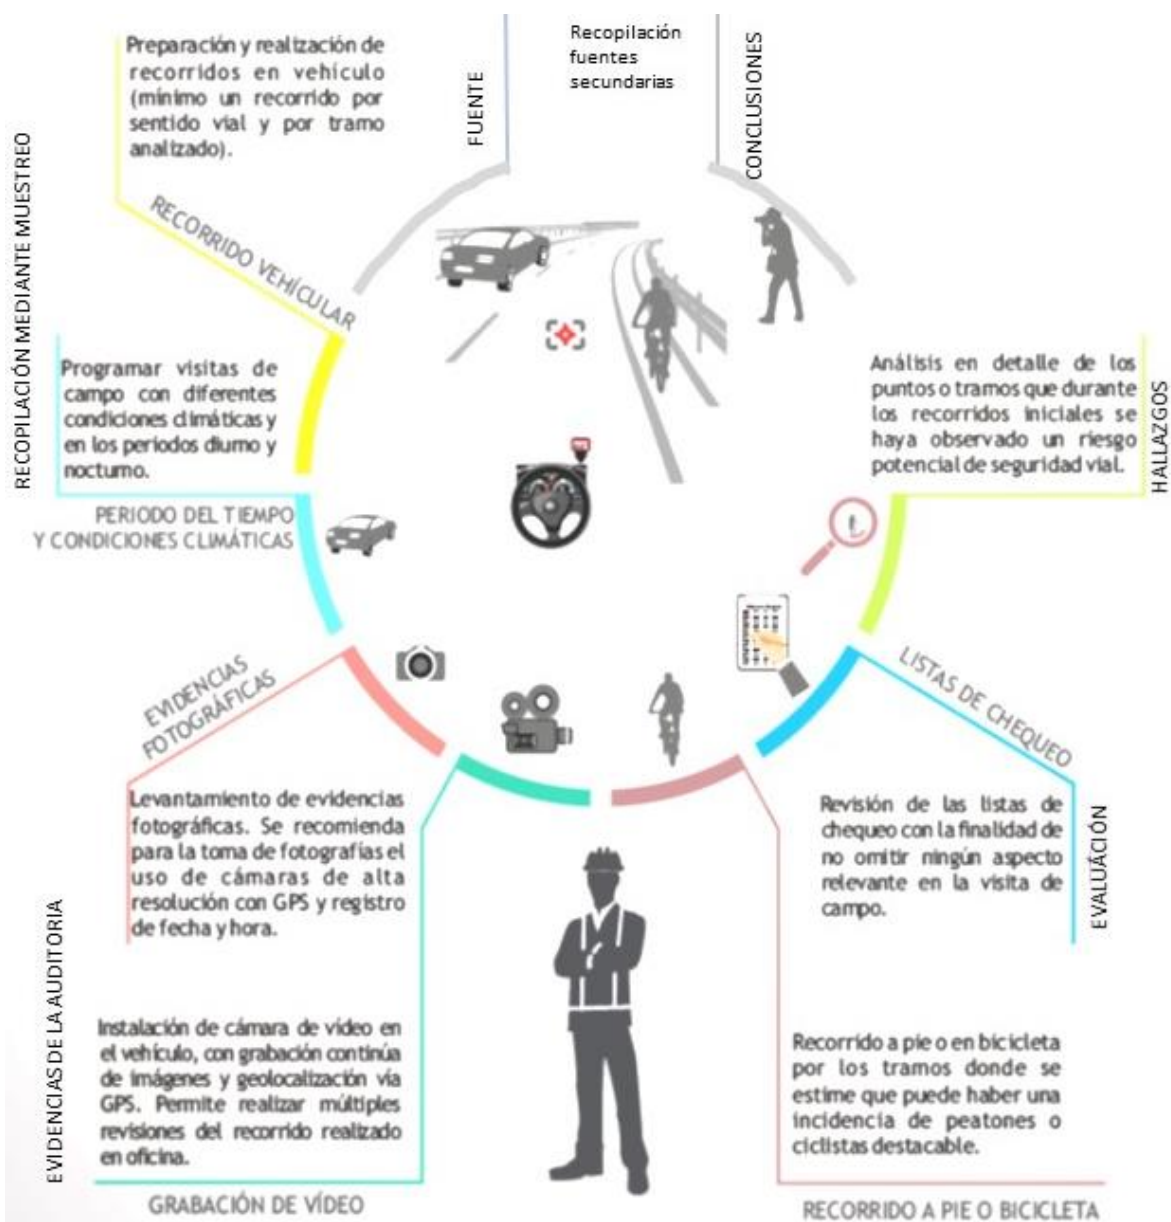 Recopilación
fuentes
secundarias
FUENTE
CONCLUSIONES
Preparación y realización de
recorridos en vehículo
(mínimo un recorrido por
sentido vial y por tramo
analizado).
RECORRIDO VEHÍCULAR
RECOPILACIÓN MEDIANTE MUESTREO
Programar visitas de
campo con diferentes
condiciones climáticas y
en los periodos diurno y
nocturno.
PERIODO DEL TIEMPO
Y CONDICIONES CLIMÁTICAS
EVIDENCIAS
FOTOGRÁFICAS
Levantamiento de evidencias
fotográficas. Se recomienda
para la toma de fotografías el
uso de cámaras de alta
resolución con GPS y registro
de fecha y hora.
EVIDENCIAS DE LA AUDITORIA
Instalación de cámara de vídeo en
el vehículo, con grabación continúa
de imágenes y geolocalización vía
GPS. Permite realizar múltiples
revisiones del recorrido realizado
en oficina.
GRABACIÓN DE VÍDEO
Análisis en detalle de los
puntos o tramos que durante
los recorridos iniciales se
haya observado un riesgo
potencial de seguridad vial.
HALLAZGOS
LISTAS DE CHEQUEO
Revisión de las listas de
chequeo con la finalidad de
no omitir ningún aspecto
relevante en la visita de
campo.
EVALUÁCIÓN
Recorrido a pie o en bicicleta
por los tramos donde se
estime que puede haber una
incidencia de peatones o
ciclistas destacable.
RECORRIDO A PIE O BICICLETA